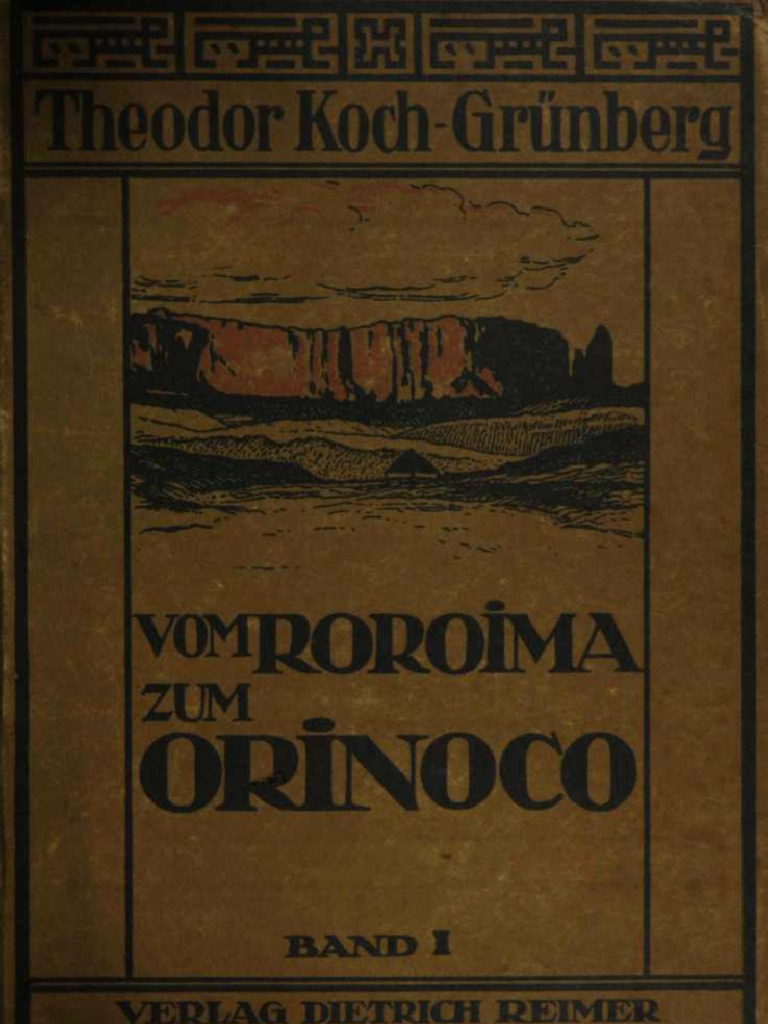 Theodor Koch-Grünberg
VOM ROROIMA
ZUM
ORINOCO
BAND I
VERLAG DIETRICH REIMER